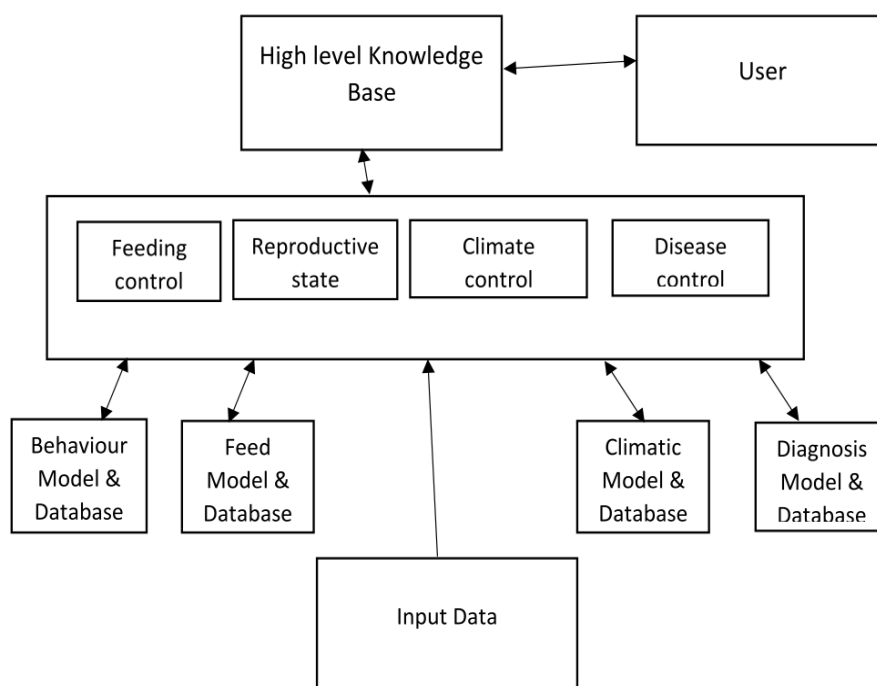 High level Knowledge
Base
User
Feeding
control
Reproductive
state
Climate
control
Disease
control
Behaviour
Model &
Database
Feed
Model &
Database
Climatic
Model &
Database
Diagnosis
Model &
Database
Input Data